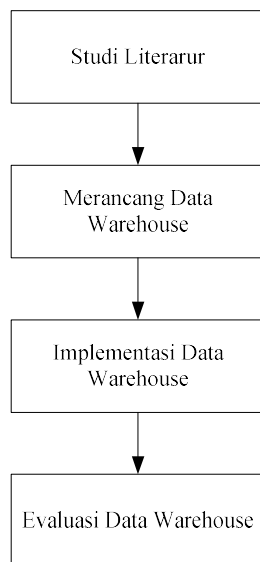 Studi Literarur
Merancang Data
Warehouse
Implementasi Data
Warehouse
Evaluasi Data Warehouse